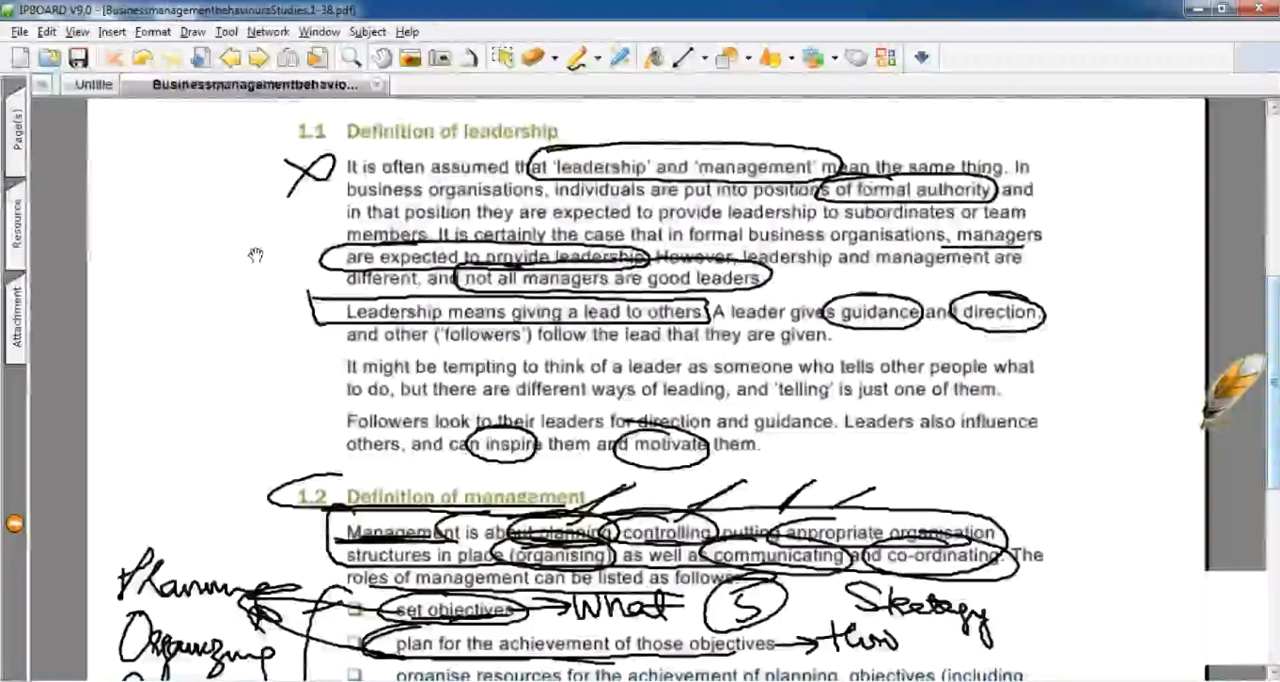 IPBOARD V9.0 - [BusinessmanagementbehaviouraStudies.1-38.pdf]
File Edit View Insert Format Draw Tool Network Window Subject Help
Untitle Businessmanagementbehavio...
Page(s)
Resource
Attachment
1.1 Definition of leadership
It is often assumed that 'leadership' and 'management' mean the same thing. In
business organisations, individuals are put into positions of formal authority and
in that position they are expected to provide leadership to subordinates or team
members. It is certainly the case that in formal business organisations, managers
are expected to provide leadership. However, leadership and management are
different, and not all managers are good leaders.
Leadership means giving a lead to others. A leader gives guidance and direction,
and other ('followers') follow the lead that they are given.
It might be tempting to think of a leader as someone who tells other people what
to do, but there are different ways of leading, and 'telling' is just one of them.
Followers look to their leaders for direction and guidance. Leaders also influence
others, and can inspire them and motivate them.
1.2 Definition of management
Management is about planning, controlling, putting appropriate organisation
structures in place (organising) as well as communicating and co-ordinating. The
roles of management can be listed as follows:
Planning
set objectives What 5 Strategy
Organizing
plan for the achievement of those objectives How
organise resources for the achievement of planning, objectives (including